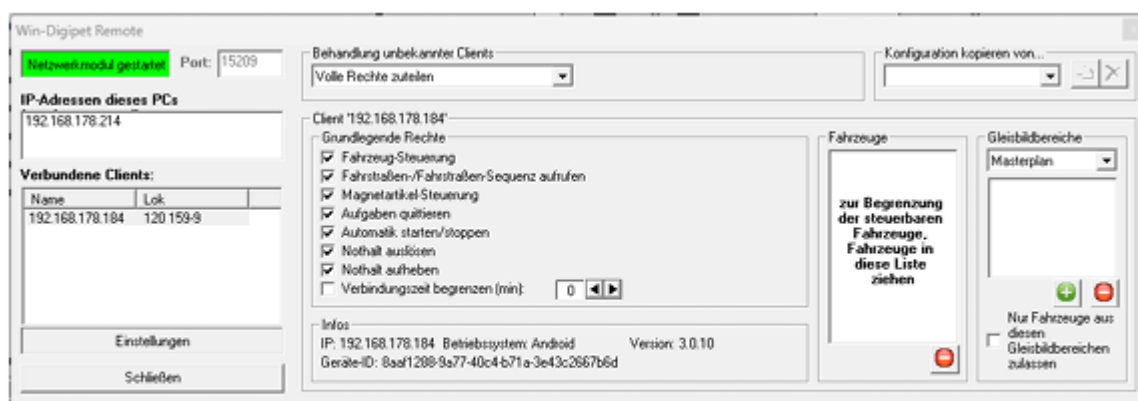 Win-Digipet Remote
Netzwerkmodul gestartet
Port: 15209
IP-Adressen dieses PCs
192.168.178.214
Verbundene Clients:
Name Lok
192.168.178.184 120 159-9
Einstellungen
Schließen
Behandlung unbekannter Clients
Volle Rechte zuteilen
Konfiguration kopieren von...
Client '192.168.178.184'
Grundlegende Rechte
Fahrzeug-Steuerung
Fahrstraßen-/Fahrstraßen-Sequenz aufrufen
Magnetartikel-Steuerung
Aufgaben quittieren
Automatik starten/stoppen
Nothalt auslösen
Nothalt aufheben
Verbindungszeit begrenzen (min): 0
Infos
IP: 192.168.178.184 Betriebssystem: Android Version: 3.0.10
Geräte-ID: 8aaf1288-9a77-40c4-b71a-3e43c2667b6d
Fahrzeuge
zur Begrenzung
der steuerbaren
Fahrzeuge,
Fahrzeuge in
diese Liste
ziehen
Gleisbildbereiche
Masterplan
Nur Fahrzeuge aus
diesen
Gleisbildbereichen
zulassen